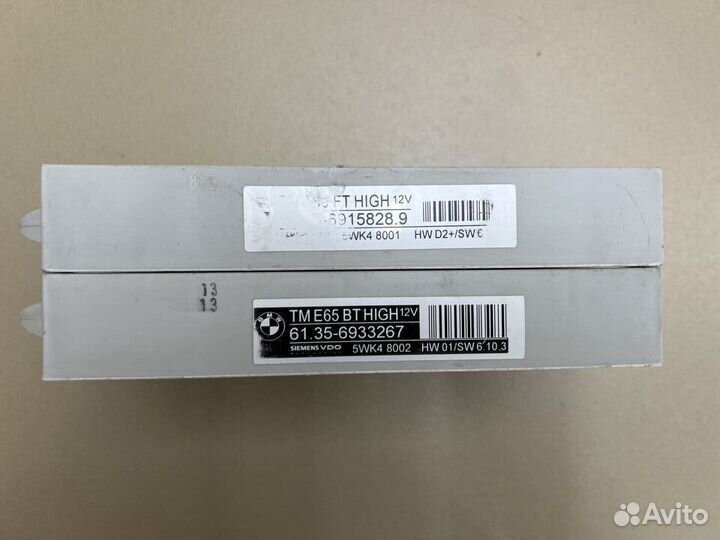 FT HIGH 12V
6915828.9
5WK4 8001 HW D2+/SW 6
13
13
BMW
TM E65 BT HIGH 12V
61.35-6933267
SIEMENS VDO 5WK4 8002 HW 01/SW 6.10.3
Avito